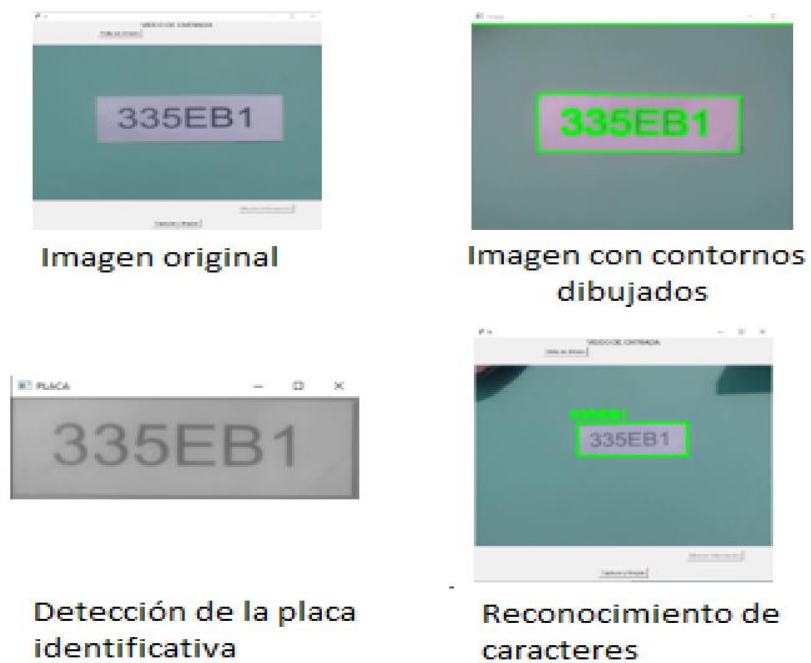 VIDEO DE ENTRADA
335EB1
Imagen original
335EB1
Imagen con contornos
dibujados
PLACA
335EB1
Detección de la placa
identificativa
VIDEO DE ENTRADA
335EB1
335EB1
Reconocimiento de
caracteres